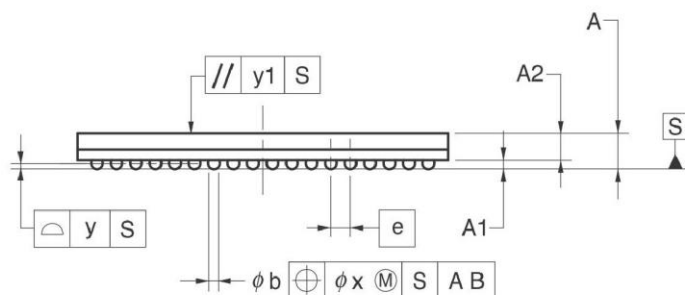 A
A2
// y1 S
S
⌓ y S
e
A1
φb ⌖ φx Ⓜ S A B